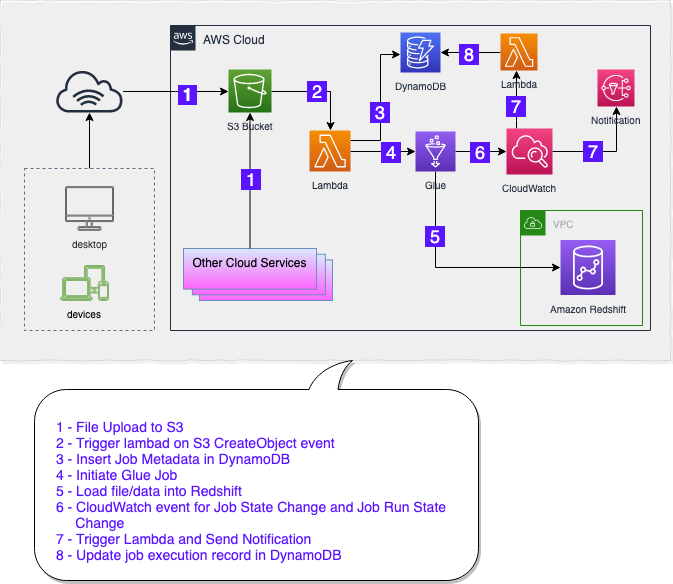 aws
AWS Cloud
DynamoDB
8
Lambda
1
S3 Bucket
2
3
7
Notification
Lambda
4
Glue
6
CloudWatch
7
1
5
VPC
Amazon Redshift
desktop
devices
Other Cloud Services
1 - File Upload to S3
2 - Trigger lambad on S3 CreateObject event
3 - Insert Job Metadata in DynamoDB
4 - Initiate Glue Job
5 - Load file/data into Redshift
6 - CloudWatch event for Job State Change and Job Run State
Change
7 - Trigger Lambda and Send Notification
8 - Update job execution record in DynamoDB